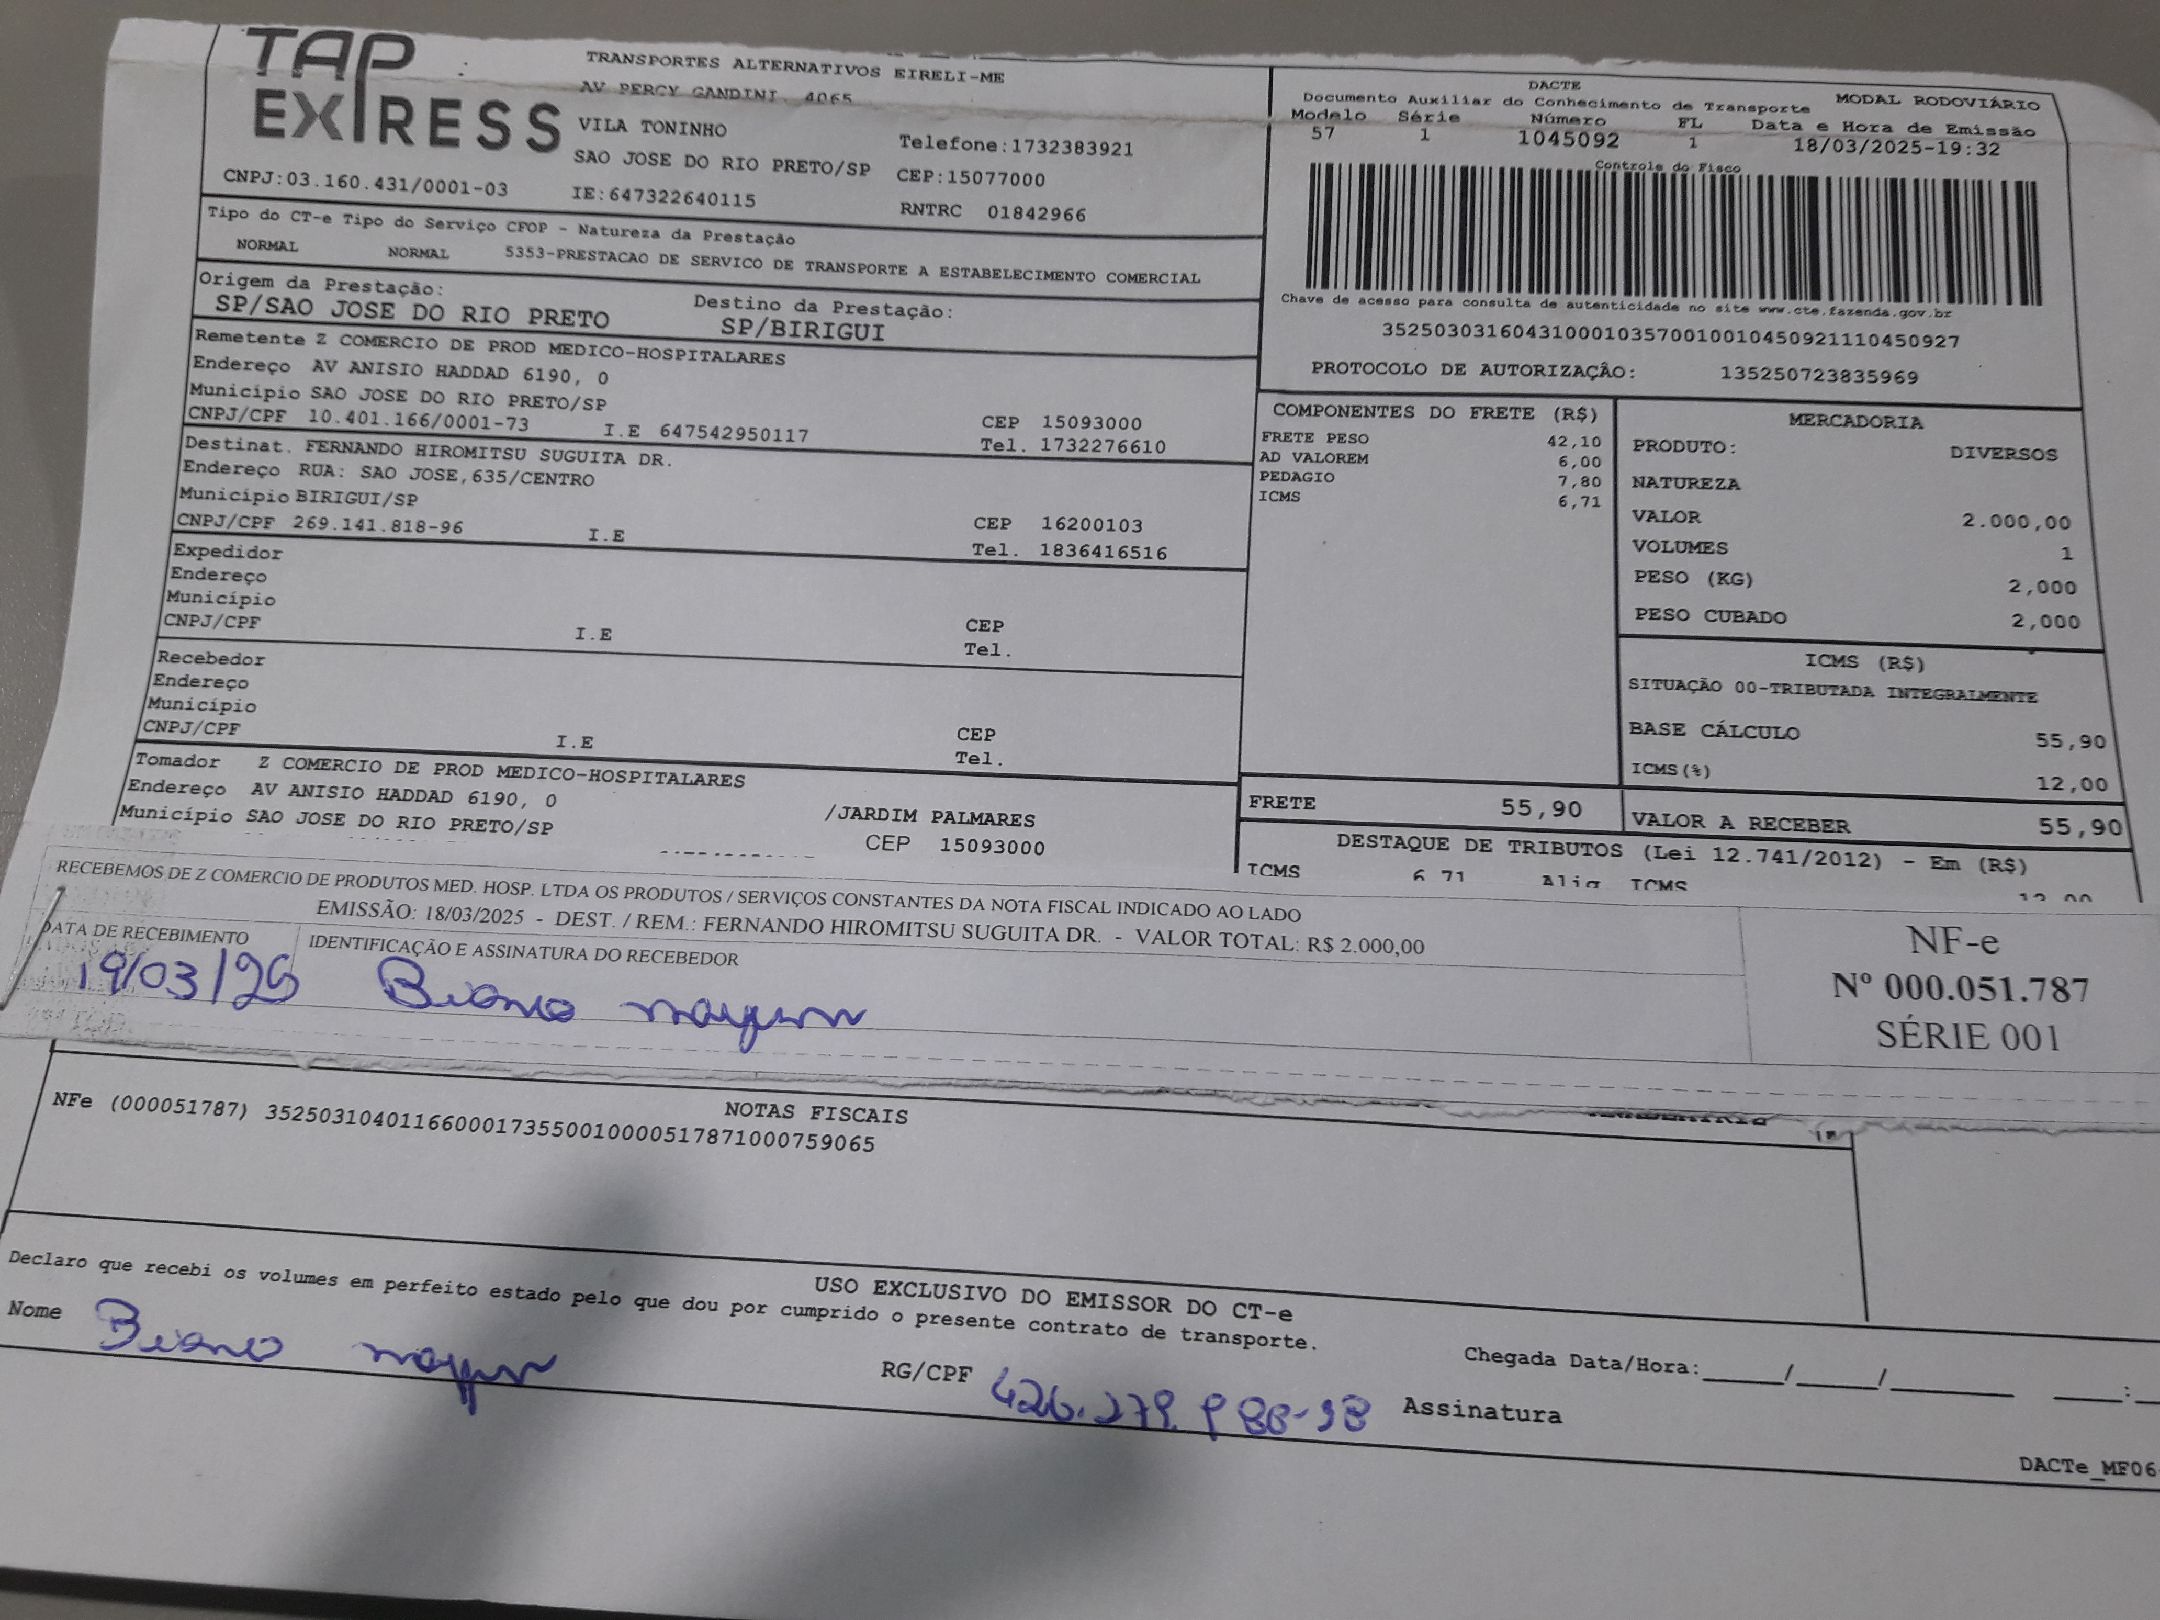 TAP EXPRESS
TRANSPORTES ALTERNATIVOS EIRELI-ME
AV PERCY GANDINI, 4065
VILA TONINHO
Telefone:1732383921
SAO JOSE DO RIO PRETO/SP CEP:15077000
CNPJ:03.160.431/0001-03 IE:647322640115 RNTRC 01842966
DACTE
Documento Auxiliar do Conhecimento de Transporte MODAL RODOVIÁRIO
Modelo Série Número FL Data e Hora de Emissão
57 1 1045092 1 18/03/2025-19:32
Controle do Fisco
Chave de acesso para consulta de autenticidade no site www.cte.fazenda.gov.br
35250303160431000103570010010450921110450927
PROTOCOLO DE AUTORIZAÇÃO: 135250723835969
Tipo do CT-e Tipo do Serviço CFOP - Natureza da Prestação
NORMAL NORMAL 5353-PRESTACAO DE SERVICO DE TRANSPORTE A ESTABELECIMENTO COMERCIAL
Origem da Prestação: Destino da Prestação:
SP/SAO JOSE DO RIO PRETO SP/BIRIGUI
Remetente Z COMERCIO DE PROD MEDICO-HOSPITALARES
Endereço AV ANISIO HADDAD 6190, 0
Município SAO JOSE DO RIO PRETO/SP CEP 15093000
CNPJ/CPF 10.401.166/0001-73 I.E 647542950117 Tel. 1732276610
Destinat. FERNANDO HIROMITSU SUGUITA DR.
Endereço RUA: SAO JOSE,635/CENTRO
Município BIRIGUI/SP CEP 16200103
CNPJ/CPF 269.141.818-96 I.E Tel. 1836416516
Expedidor
Endereço
Município CEP
CNPJ/CPF I.E Tel.
Recebedor
Endereço
Município CEP
CNPJ/CPF I.E Tel.
Tomador Z COMERCIO DE PROD MEDICO-HOSPITALARES
Endereço AV ANISIO HADDAD 6190, 0 /JARDIM PALMARES
Município SAO JOSE DO RIO PRETO/SP CEP 15093000
COMPONENTES DO FRETE (R$)
FRETE PESO 42,10
AD VALOREM 6,00
PEDAGIO 7,80
ICMS 6,71
FRETE 55,90
MERCADORIA
PRODUTO: DIVERSOS
NATUREZA
VALOR 2.000,00
VOLUMES 1
PESO (KG) 2,000
PESO CUBADO 2,000
ICMS (R$)
SITUAÇÃO 00-TRIBUTADA INTEGRALMENTE
BASE CÁLCULO 55,90
ICMS(%) 12,00
VALOR A RECEBER 55,90
DESTAQUE DE TRIBUTOS (Lei 12.741/2012) - Em (R$)
ICMS 6,71 Aliq ICMS 12,00
RECEBEMOS DE Z COMERCIO DE PRODUTOS MED. HOSP. LTDA OS PRODUTOS / SERVIÇOS CONSTANTES DA NOTA FISCAL INDICADO AO LADO
EMISSÃO: 18/03/2025 - DEST. / REM.: FERNANDO HIROMITSU SUGUITA DR. - VALOR TOTAL: R$ 2.000,00
DATA DE RECEBIMENTO IDENTIFICAÇÃO E ASSINATURA DO RECEBEDOR
19/03/25
NF-e
Nº 000.051.787
SÉRIE 001
NOTAS FISCAIS
NFe (000051787) 35250310401166000173550010000517871000759065
USO EXCLUSIVO DO EMISSOR DO CT-e
Declaro que recebi os volumes em perfeito estado pelo que dou por cumprido o presente contrato de transporte.
Nome RG/CPF Assinatura
Chegada Data/Hora:_____/_____/________ ____:__
DACTe_MF06